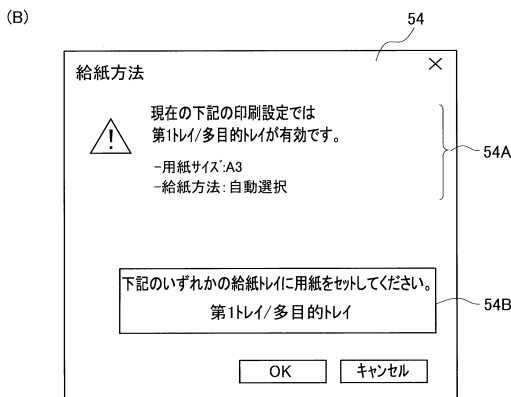 (B)
54
給紙方法 ×
現在の下記の印刷設定では
第1トレイ/多目的トレイが有効です。
-用紙サイズ:A3
-給紙方法:自動選択
54A
下記のいずれかの給紙トレイに用紙をセットしてください。
第1トレイ/多目的トレイ
54B
OK キャンセル